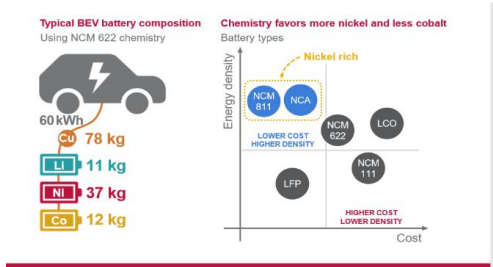 Typical BEV battery composition
Using NCM 622 chemistry
60 kWh
Cu 78 kg
Li 11 kg
Ni 37 kg
Co 12 kg
Chemistry favors more nickel and less cobalt
Battery types
Nickel rich
Energy density
NCM
811
NCA
LOWER COST
HIGHER DENSITY
NCM
622
LCO
NCM
111
LFP
HIGHER COST
LOWER DENSITY
Cost